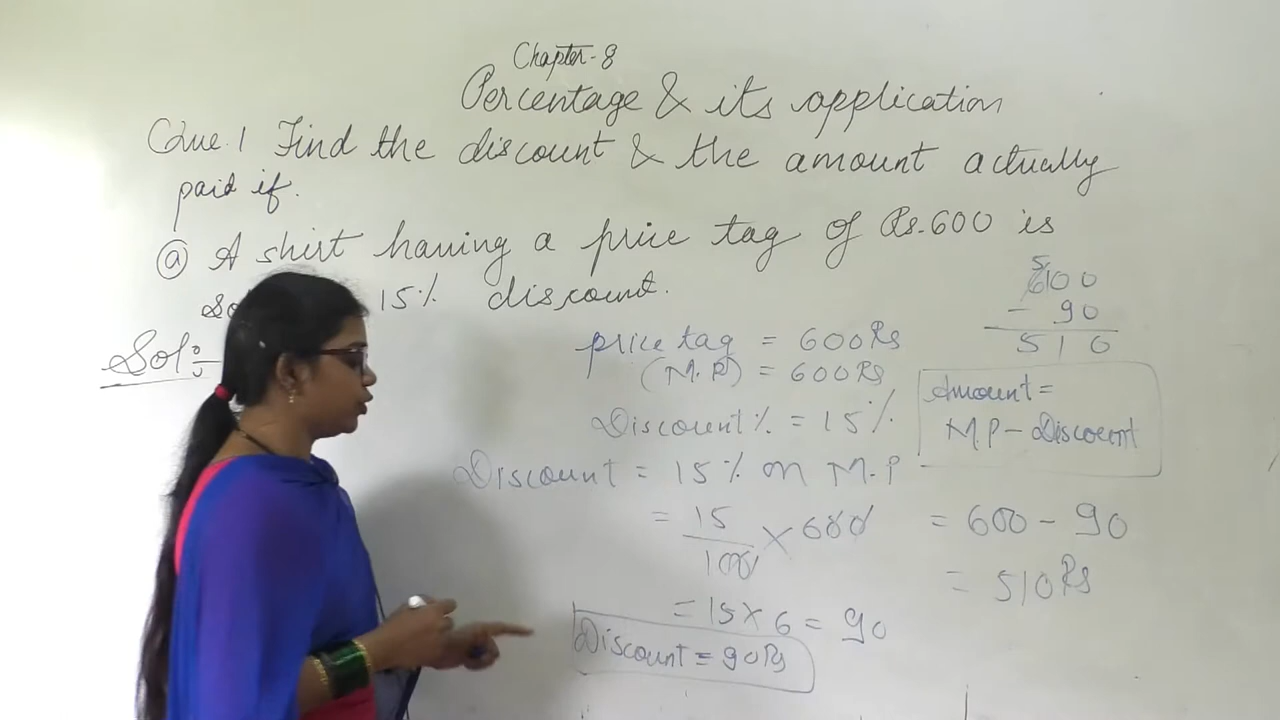 Chapter-8
Percentage & its application
Que.1 Find the discount & the amount actually
paid if.
(a) A shirt having a price tag of Rs.600 is
15% discount.
Sol:-
price tag = 600Rs
(M.P) = 600Rs
Discount% = 15%
Discount = 15% on M.P
= 15/100 × 600
= 15×6 = 90
Discount = 90Rs
5
600
- 90
510
Amount =
M.P - Discount
= 600 - 90
= 510Rs